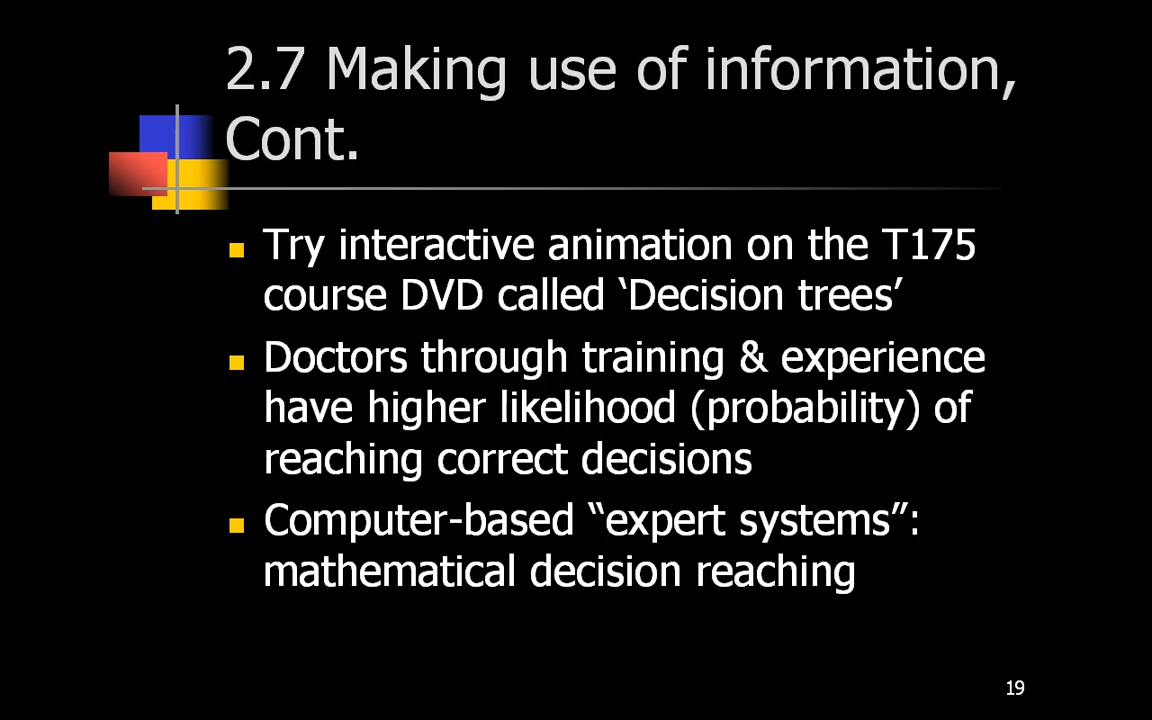 2.7 Making use of information,
Cont.
Try interactive animation on the T175
course DVD called ‘Decision trees’
Doctors through training & experience
have higher likelihood (probability) of
reaching correct decisions
Computer-based “expert systems”:
mathematical decision reaching
19